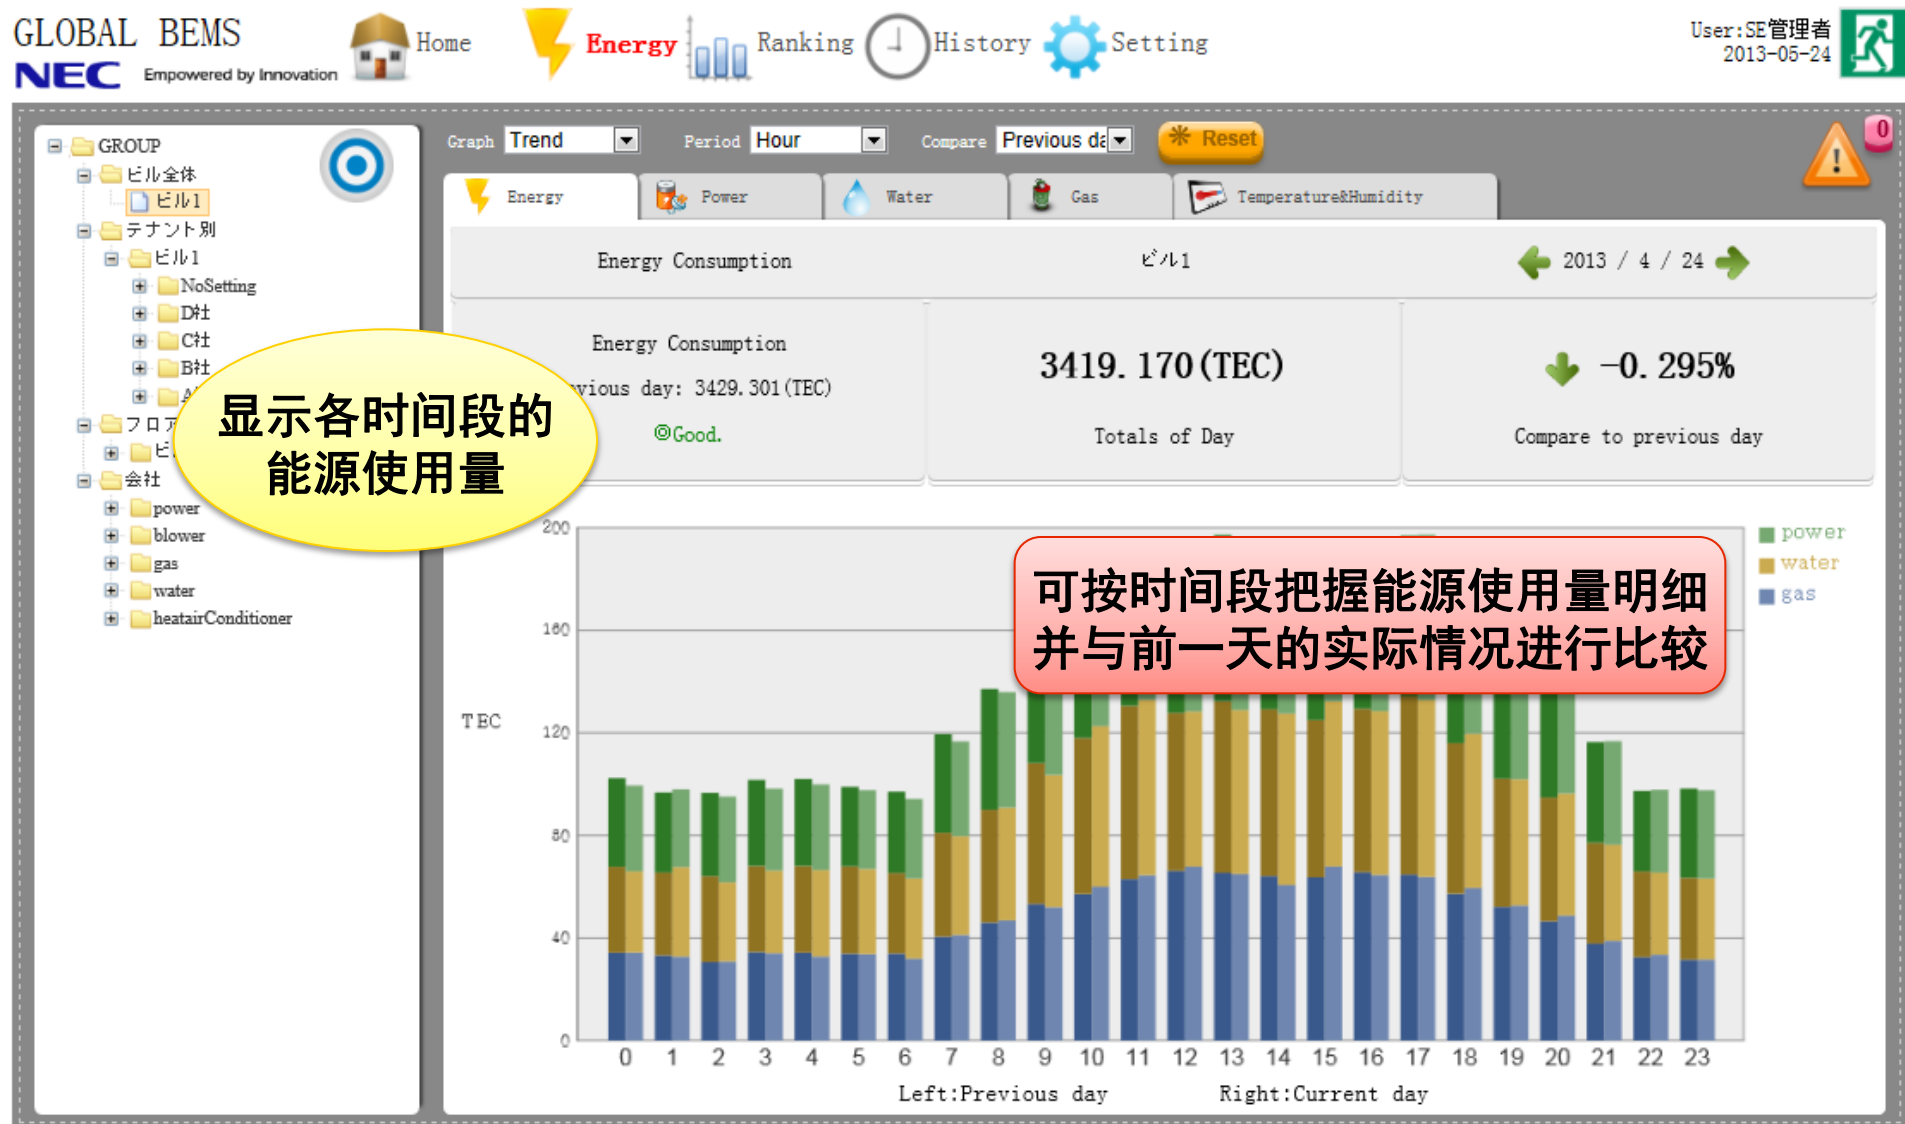 GLOBAL BEMS
NEC Empowered by Innovation
Home
Energy
Ranking
History
Setting
User:SE管理者
2013-05-24
GROUP
ビル全体
ビル1
テナント別
ビル1
NoSetting
D社
C社
B社
A
フロア
ビ
会社
power
blower
gas
water
heatairConditioner
显示各时间段的
能源使用量
Graph Trend Period Hour Compare Previous da Reset
0
Energy Power Water Gas Temperature&Humidity
Energy Consumption ビル1 2013 / 4 / 24
Energy Consumption
vious day: 3429.301(TEC)
◎Good.
3419.170(TEC)
Totals of Day
-0.295%
Compare to previous day
可按时间段把握能源使用量明细
并与前一天的实际情况进行比较
power
water
gas
TEC
200
160
120
80
40
0
0 1 2 3 4 5 6 7 8 9 10 11 12 13 14 15 16 17 18 19 20 21 22 23
Left:Previous day Right:Current day